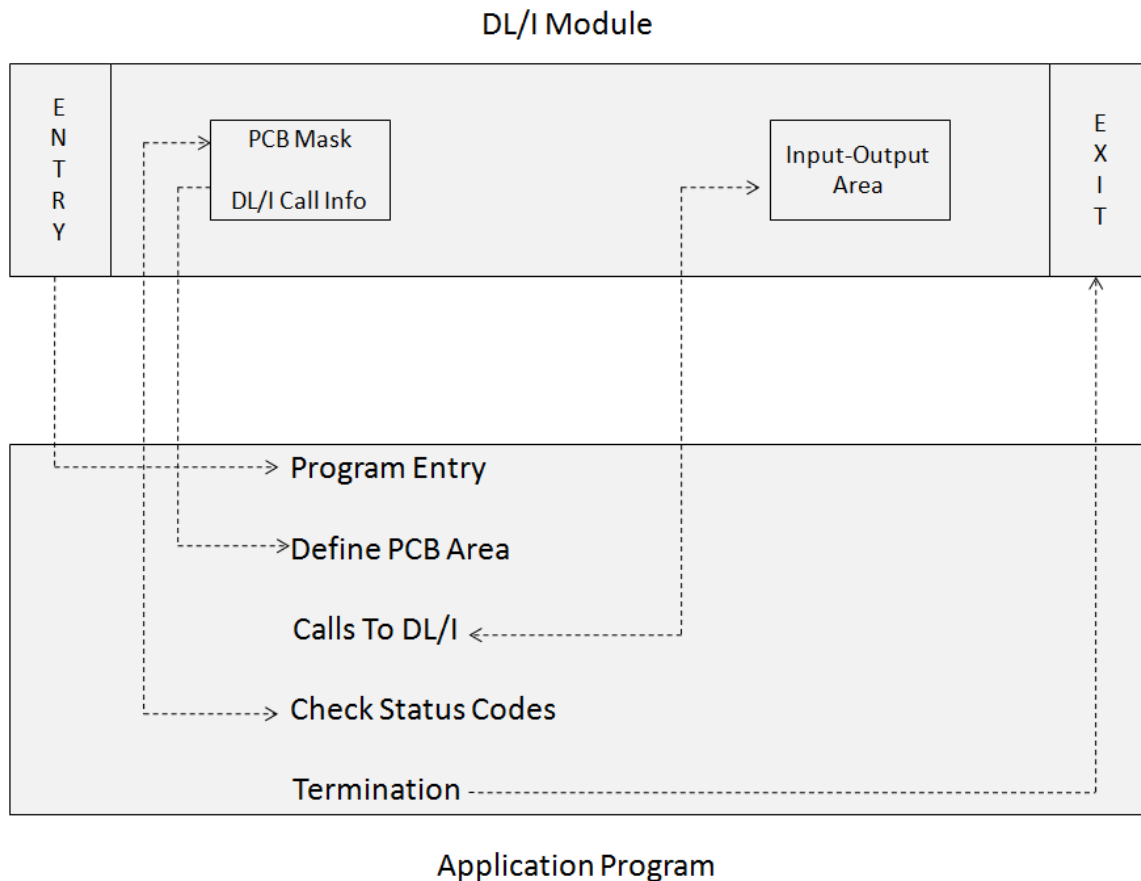 DL/I Module
E
N
T
R
Y
PCB Mask
DL/I Call Info
Input-Output
Area
E
X
I
T
Program Entry
Define PCB Area
Calls To DL/I
Check Status Codes
Termination
Application Program